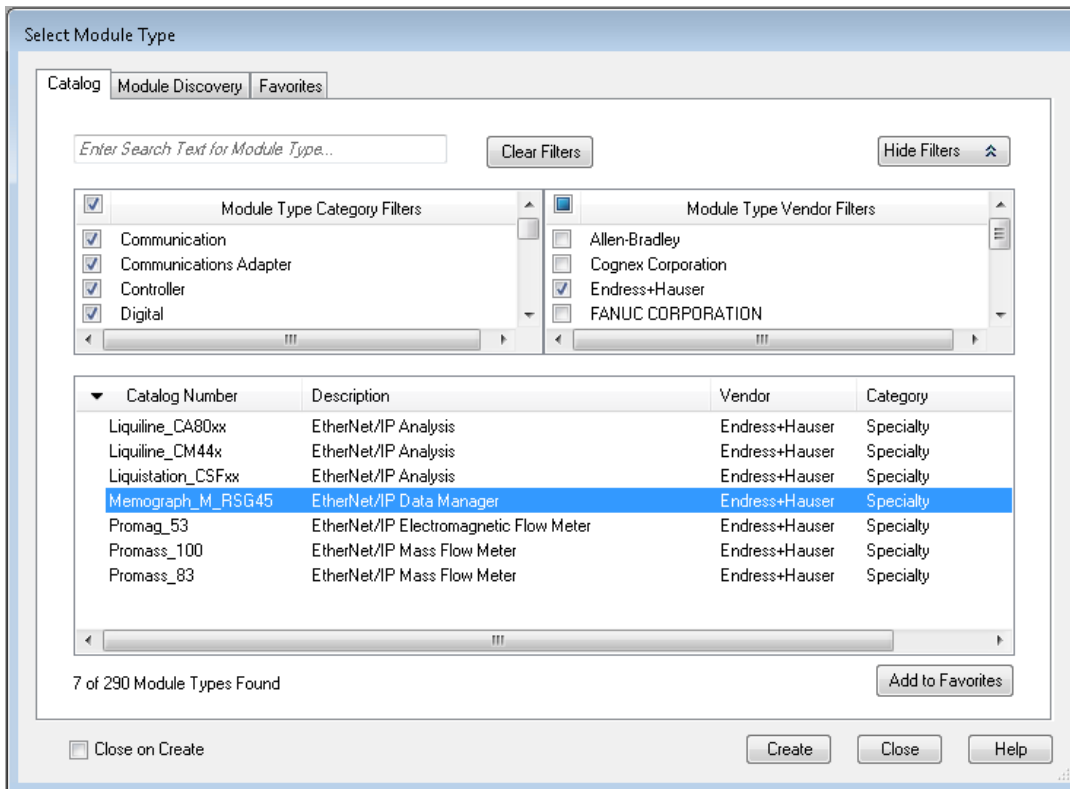 Select Module Type
Catalog Module Discovery Favorites
Enter Search Text for Module Type... Clear Filters Hide Filters
Module Type Category Filters Module Type Vendor Filters
Communication Allen-Bradley
Communications Adapter Cognex Corporation
Controller Endress+Hauser
Digital FANUC CORPORATION
Catalog Number Description Vendor Category
Liquiline_CA80xx EtherNet/IP Analysis Endress+Hauser Specialty
Liquiline_CM44x EtherNet/IP Analysis Endress+Hauser Specialty
Liquistation_CSFxx EtherNet/IP Analysis Endress+Hauser Specialty
Memograph_M_RSG45 EtherNet/IP Data Manager Endress+Hauser Specialty
Promag_53 EtherNet/IP Electromagnetic Flow Meter Endress+Hauser Specialty
Promass_100 EtherNet/IP Mass Flow Meter Endress+Hauser Specialty
Promass_83 EtherNet/IP Mass Flow Meter Endress+Hauser Specialty
7 of 290 Module Types Found Add to Favorites
Close on Create Create Close Help